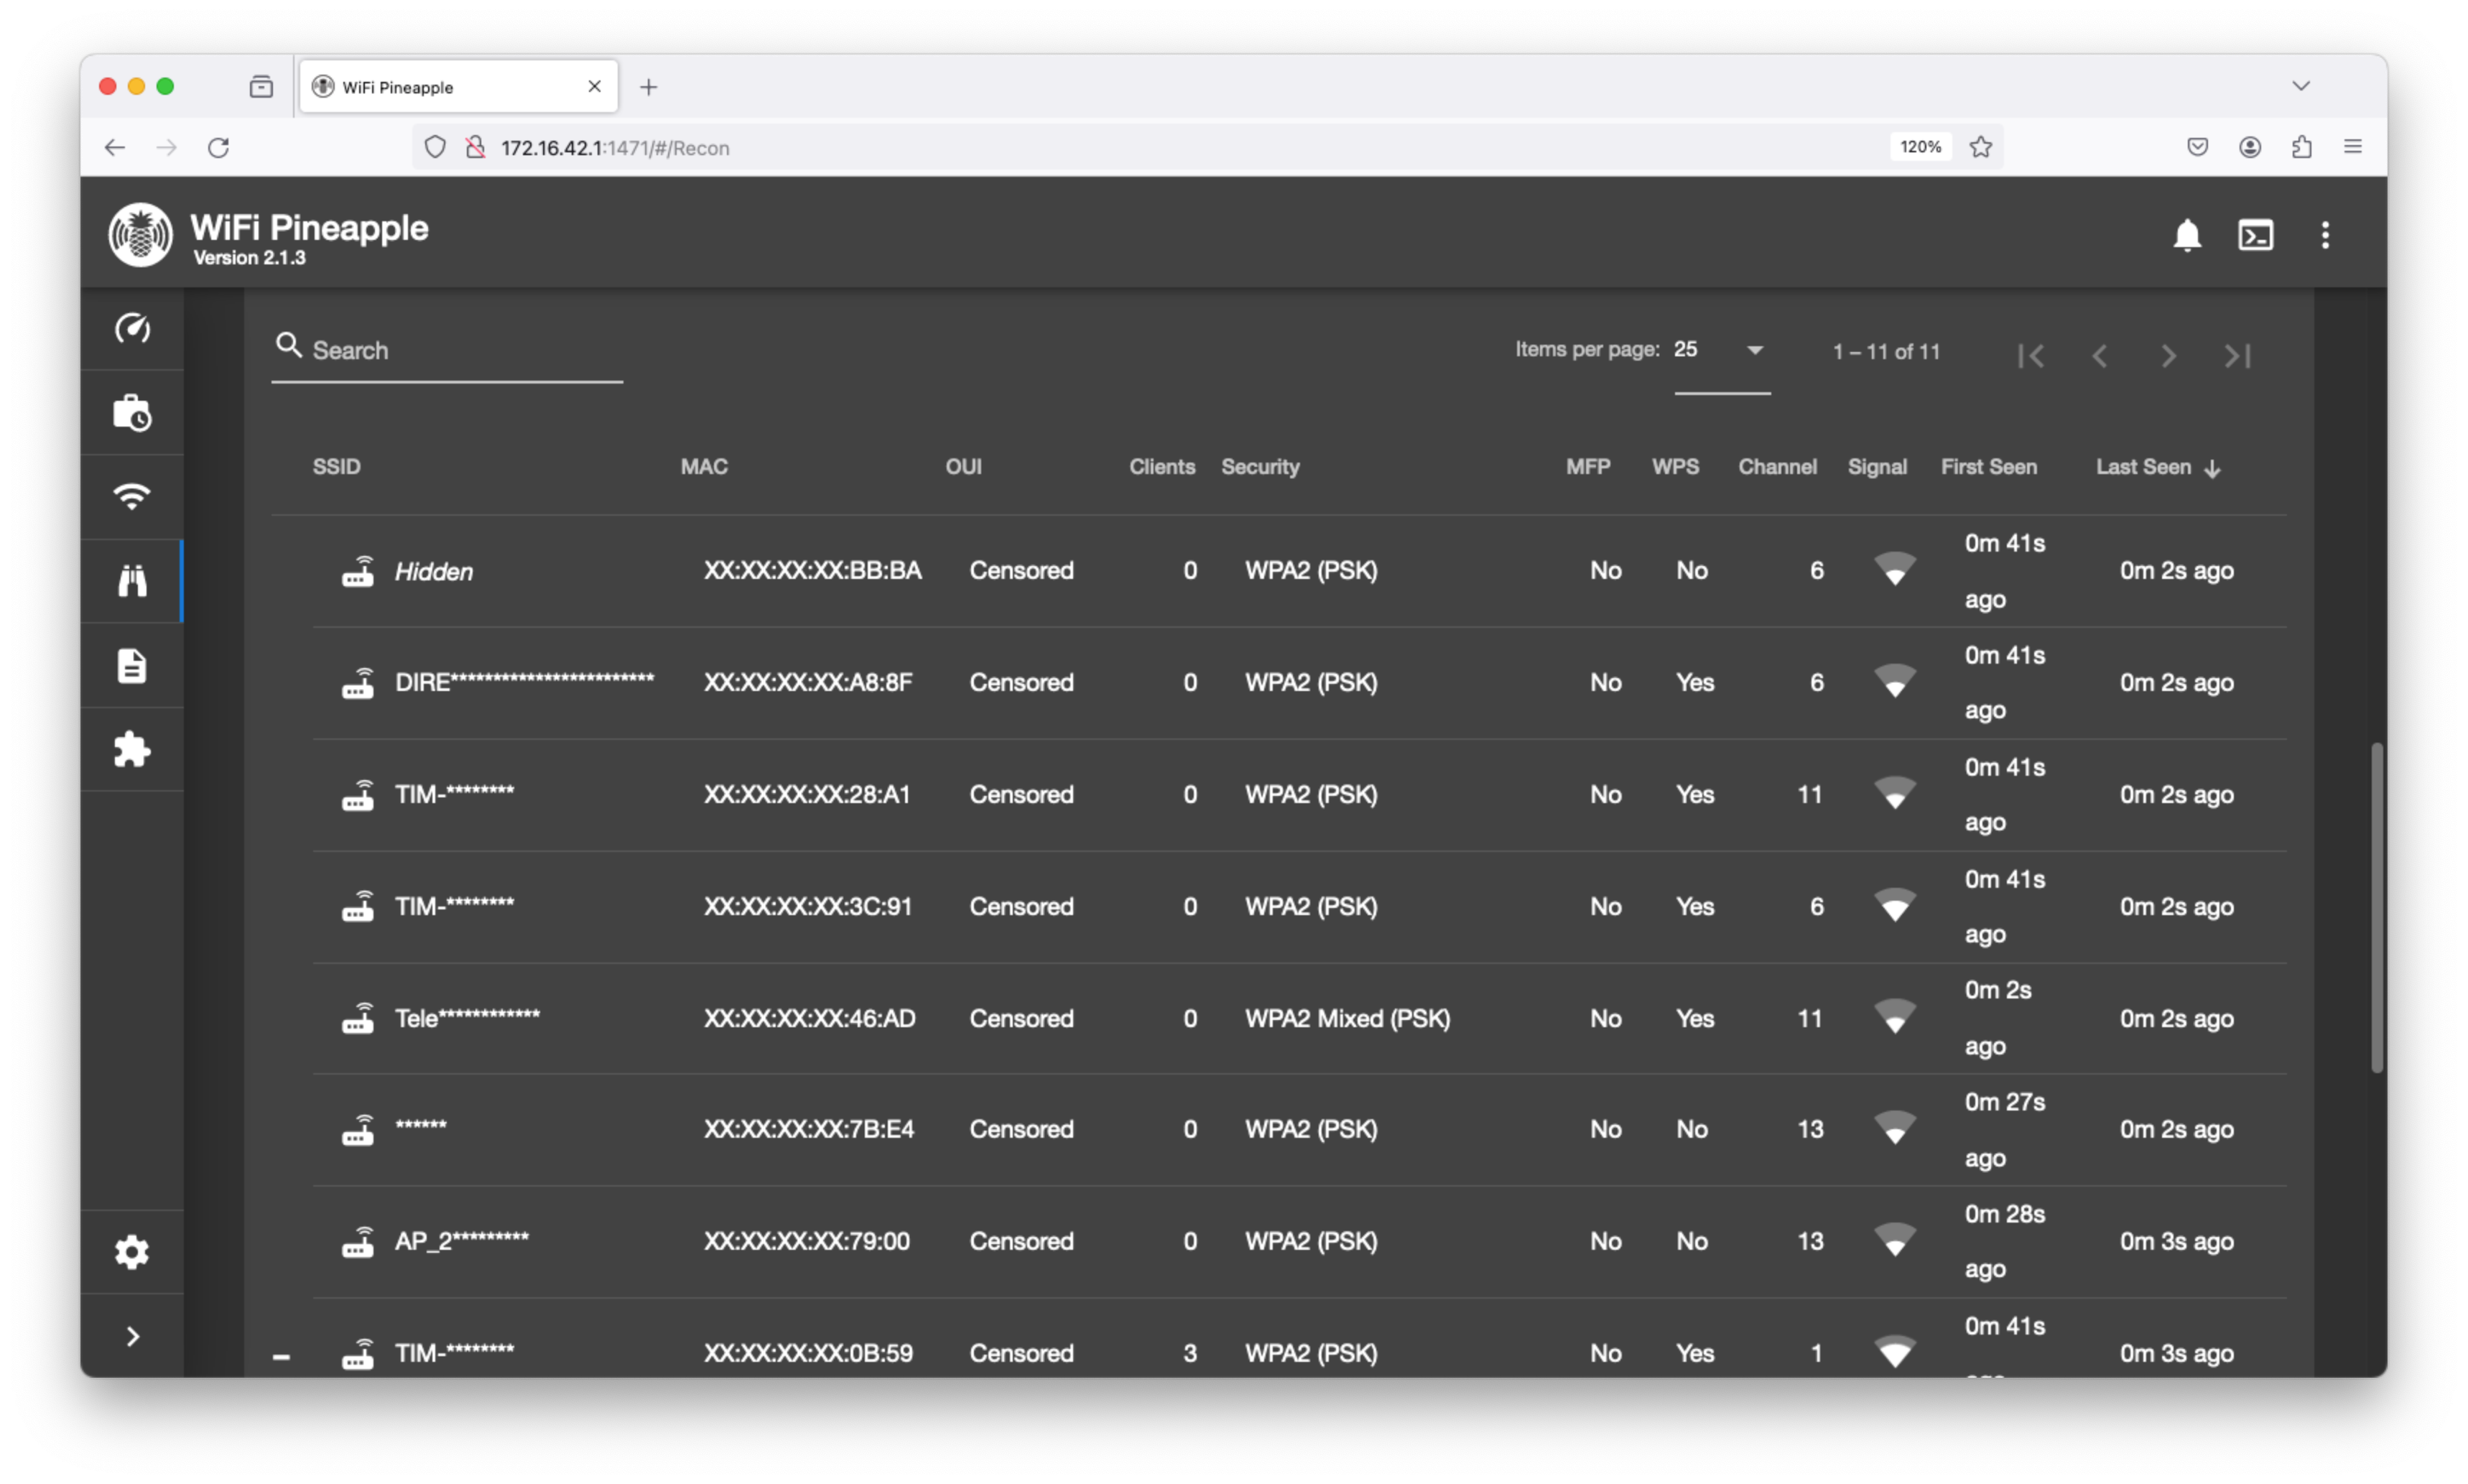 WiFi Pineapple
172.16.42.1:1471/#/Recon
120%
WiFi Pineapple
Version 2.1.3
Search
Items per page: 25
1 – 11 of 11
SSID MAC OUI Clients Security MFP WPS Channel Signal First Seen Last Seen
Hidden XX:XX:XX:XX:BB:BA Censored 0 WPA2 (PSK) No No 6 0m 41s ago 0m 2s ago
DIRE************************ XX:XX:XX:XX:A8:8F Censored 0 WPA2 (PSK) No Yes 6 0m 41s ago 0m 2s ago
TIM-******** XX:XX:XX:XX:28:A1 Censored 0 WPA2 (PSK) No Yes 11 0m 41s ago 0m 2s ago
TIM-******** XX:XX:XX:XX:3C:91 Censored 0 WPA2 (PSK) No Yes 6 0m 41s ago 0m 2s ago
Tele************ XX:XX:XX:XX:46:AD Censored 0 WPA2 Mixed (PSK) No Yes 11 0m 2s ago 0m 2s ago
****** XX:XX:XX:XX:7B:E4 Censored 0 WPA2 (PSK) No No 13 0m 27s ago 0m 2s ago
AP_2********* XX:XX:XX:XX:79:00 Censored 0 WPA2 (PSK) No No 13 0m 28s ago 0m 3s ago
TIM-******** XX:XX:XX:XX:0B:59 Censored 3 WPA2 (PSK) No Yes 1 0m 41s 0m 3s ago